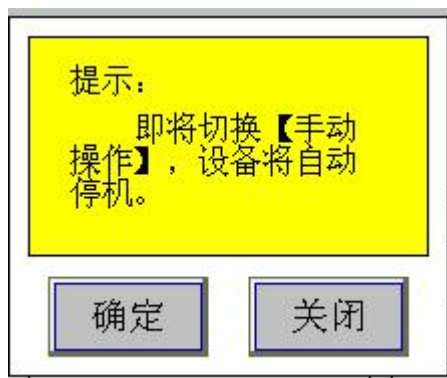 提示：
即将切换【手动
操作】，设备将自动
停机。
确定
关闭